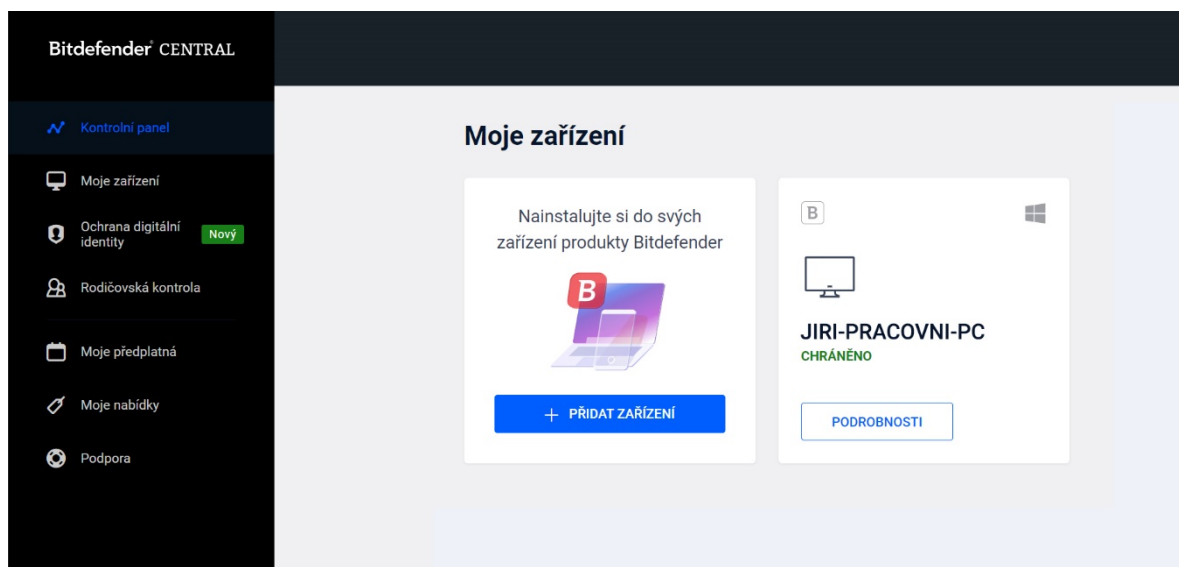 Bitdefender® CENTRAL
Kontrolní panel
Moje zařízení
Ochrana digitální
identity
Nový
Rodičovská kontrola
Moje předplatná
Moje nabídky
Podpora
Moje zařízení
Nainstalujte si do svých
zařízení produkty Bitdefender
B
+ PŘIDAT ZAŘÍZENÍ
B
JIRI-PRACOVNI-PC
CHRÁNĚNO
PODROBNOSTI